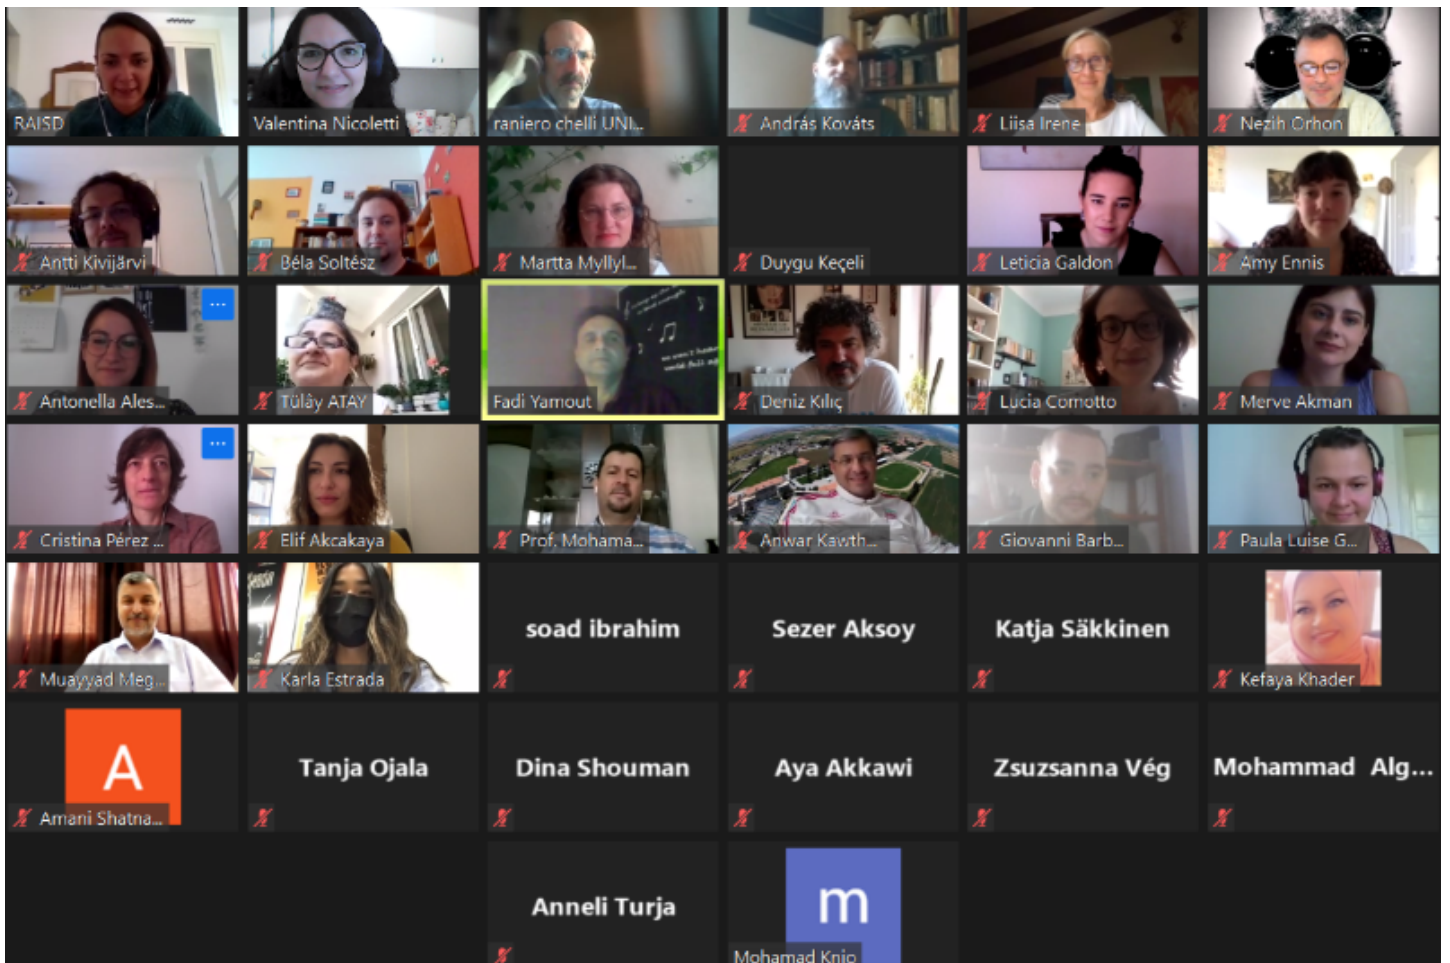 RAISD
Valentina Nicoletti
raniero chelli UNI...
András Kováts
Liisa Irene
Nezih Orhon
Antti Kivijärvi
Béla Soltész
Martta Myllyl...
Duygu Keçeli
Leticia Galdon
Amy Ennis
Antonella Ales...
Tülây ATAY
Fadi Yamout
Deniz Kılıç
Lucia Cornotto
Merve Akman
Cristina Pérez ...
Elif Akcakaya
Prof. Mohama...
Anwar Kawth...
Giovanni Barb...
Paula Luise G...
Muayyad Meg...
Karla Estrada
soad ibrahim
Sezer Aksoy
Katja Säkkinen
Kefaya Khader
A
Amani Shatna...
Tanja Ojala
Dina Shouman
Aya Akkawi
Zsuzsanna Vég
Mohammad Alg...
Anneli Turja
m
Mohamad Knio